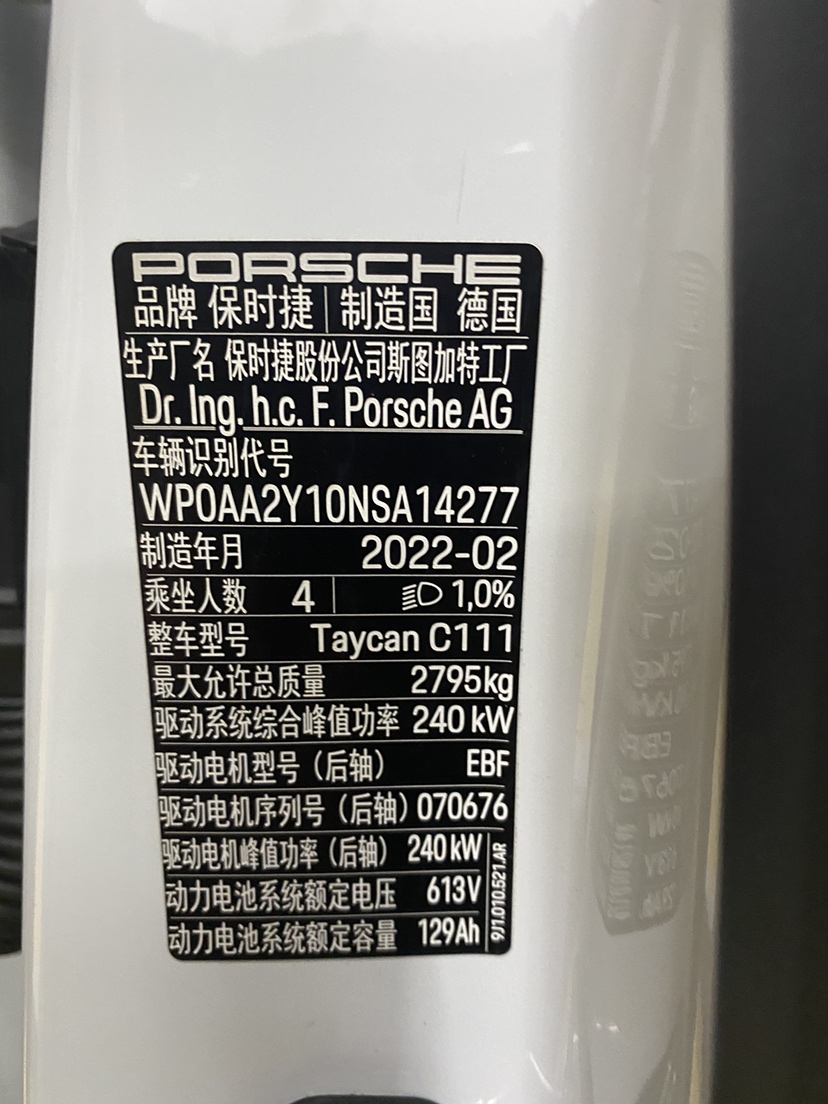 PORSCHE
品牌 保时捷 制造国 德国
生产厂名 保时捷股份公司斯图加特工厂
Dr. Ing. h.c. F. Porsche AG
车辆识别代号
WP0AA2Y10NSA14277
制造年月 2022-02
乘坐人数 4 1,0%
整车型号 Taycan C111
最大允许总质量 2795kg
驱动系统综合峰值功率 240 kW
驱动电机型号（后轴） EBF
驱动电机序列号（后轴）070676
驱动电机峰值功率（后轴） 240 kW
动力电池系统额定电压 613V
动力电池系统额定容量 129Ah
9J1.010.521.AR